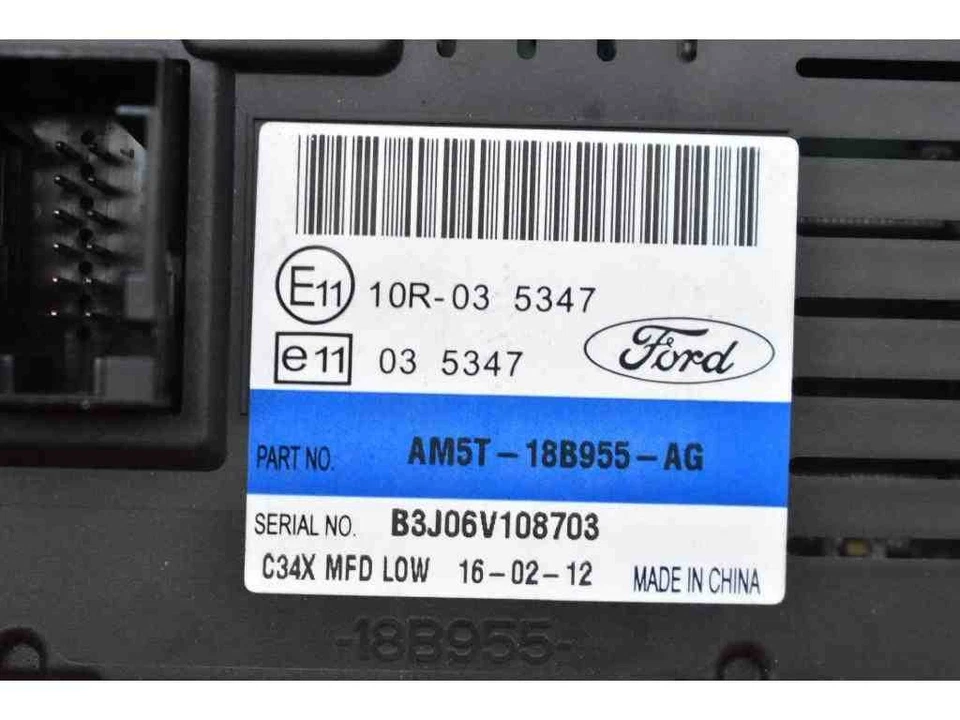 E11 10R-03 5347
e11 03 5347
Ford
PART NO. AM5T-18B955-AG
SERIAL NO. B3J06V108703
C34X MFD LOW 16-02-12 MADE IN CHINA
-18B955-